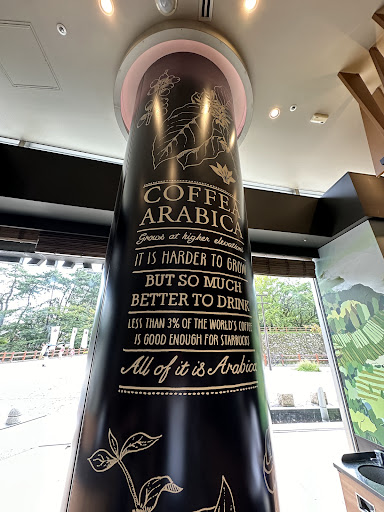 COFFEA
ARABICA
Grows at higher elevations
IT IS HARDER TO GROW
BUT SO MUCH
BETTER TO DRINK
LESS THAN 3% OF THE WORLD'S COFFEE
IS GOOD ENOUGH FOR STARBUCKS
All of it is Arabica